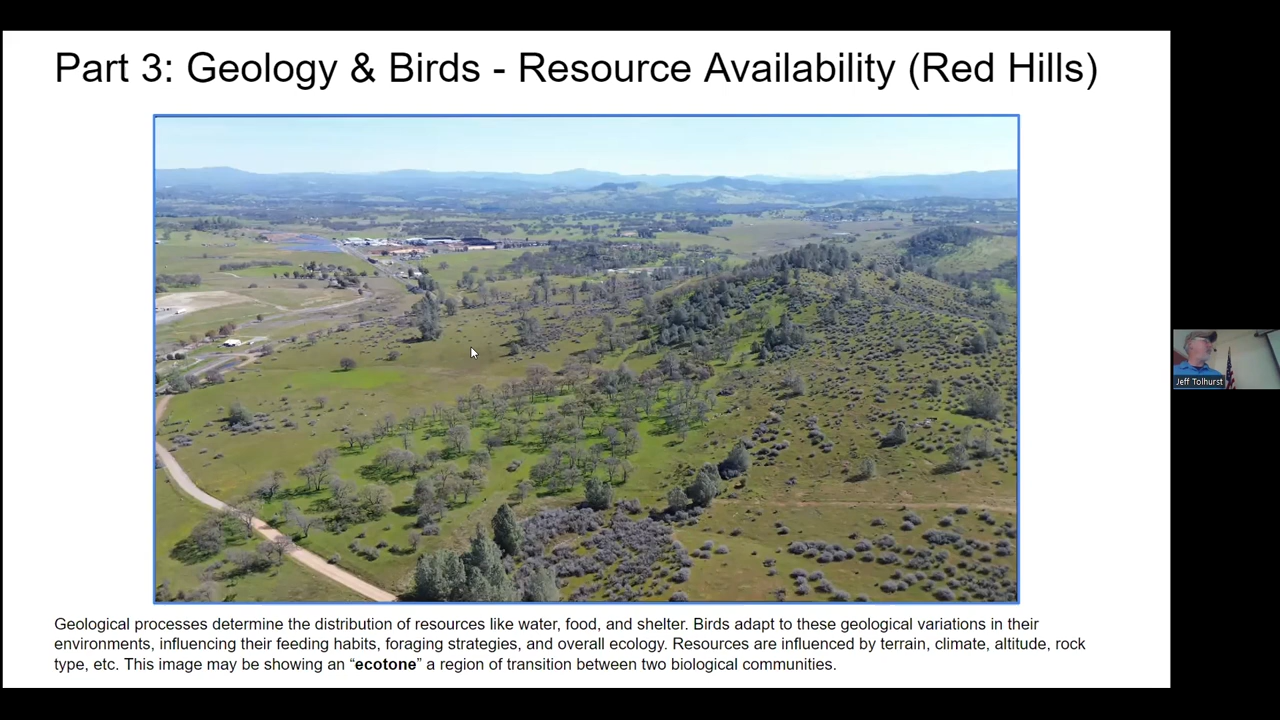 Part 3: Geology & Birds - Resource Availability (Red Hills)
Geological processes determine the distribution of resources like water, food, and shelter. Birds adapt to these geological variations in their
environments, influencing their feeding habits, foraging strategies, and overall ecology. Resources are influenced by terrain, climate, altitude, rock
type, etc. This image may be showing an “ecotone” a region of transition between two biological communities.
Jeff Tolhurst